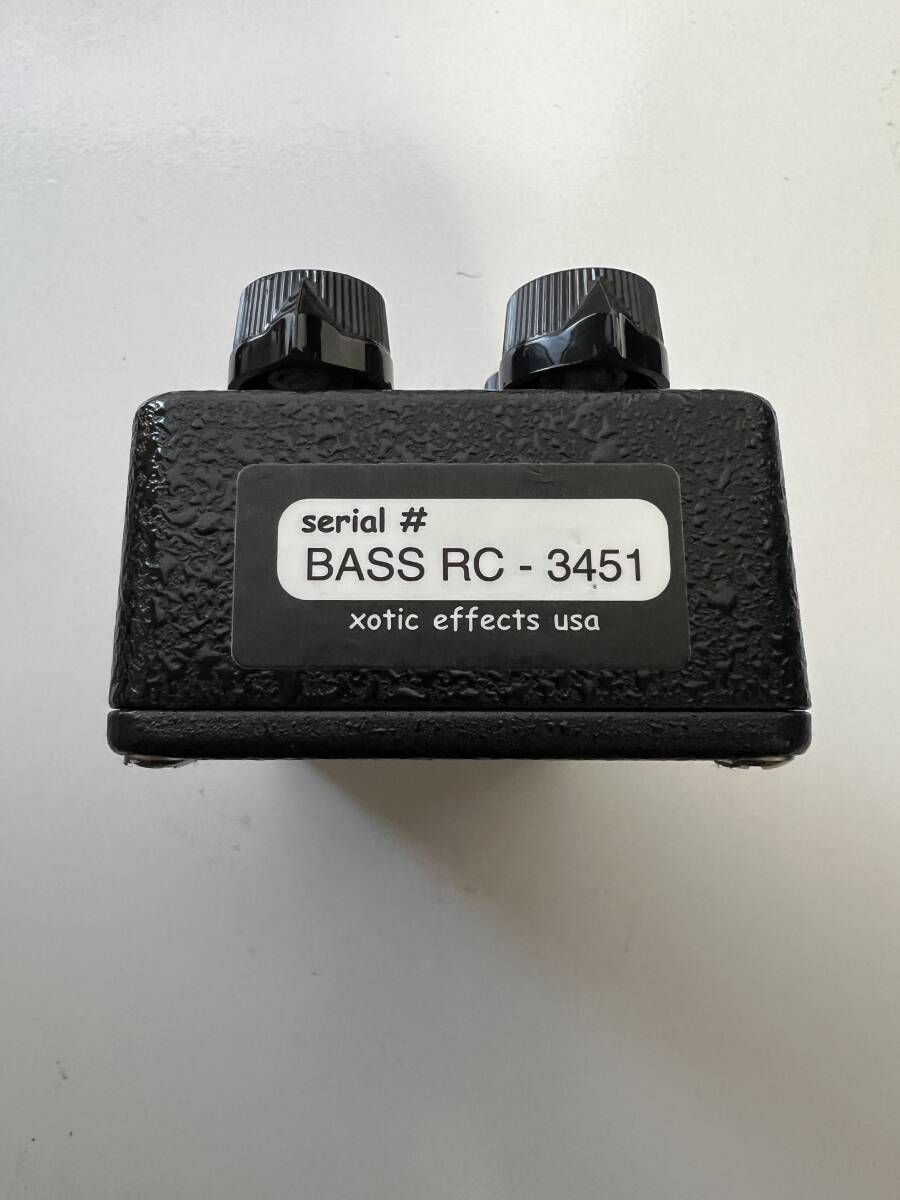 serial #
BASS RC - 3451
xotic effects usa